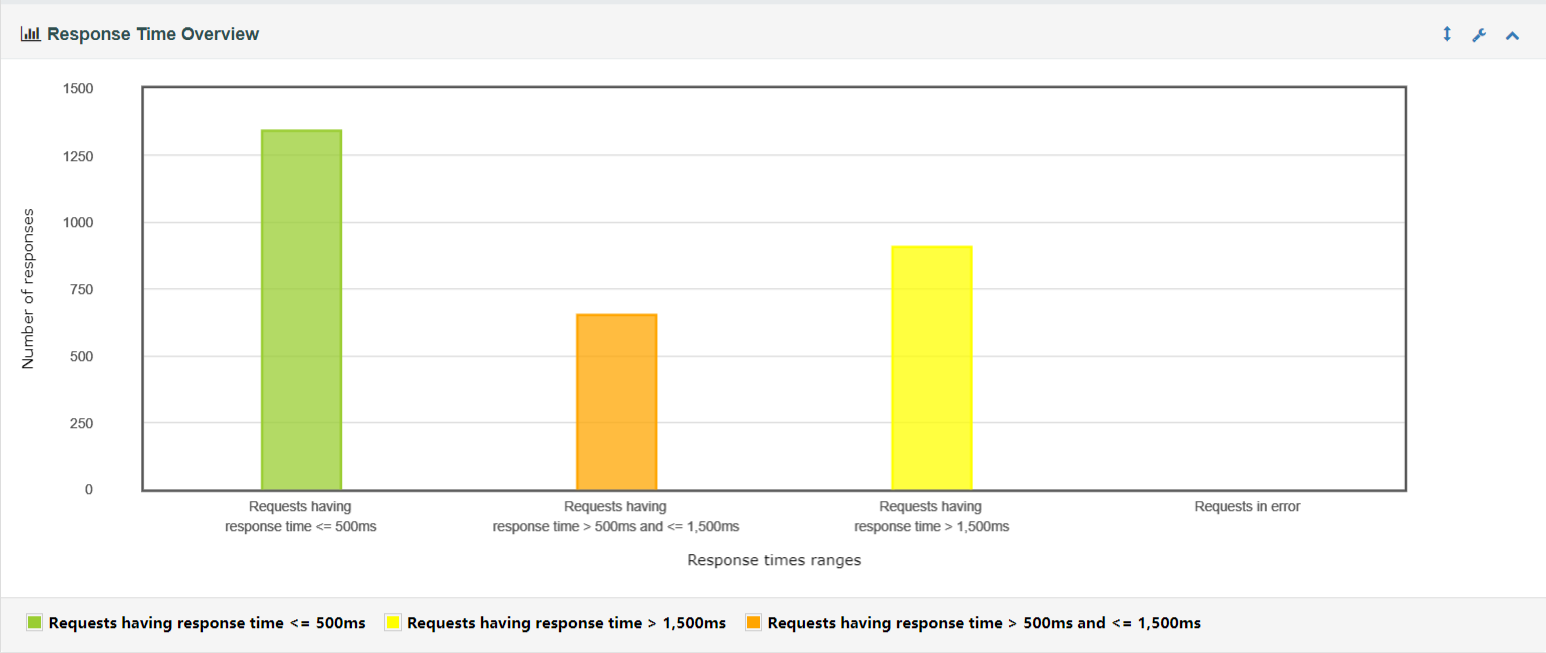 Response Time Overview
1500
1250
1000
750
500
250
0
Number of responses
Requests having
response time <= 500ms
Requests having
response time > 500ms and <= 1,500ms
Requests having
response time > 1,500ms
Requests in error
Response times ranges
Requests having response time <= 500ms
Requests having response time > 1,500ms
Requests having response time > 500ms and <= 1,500ms